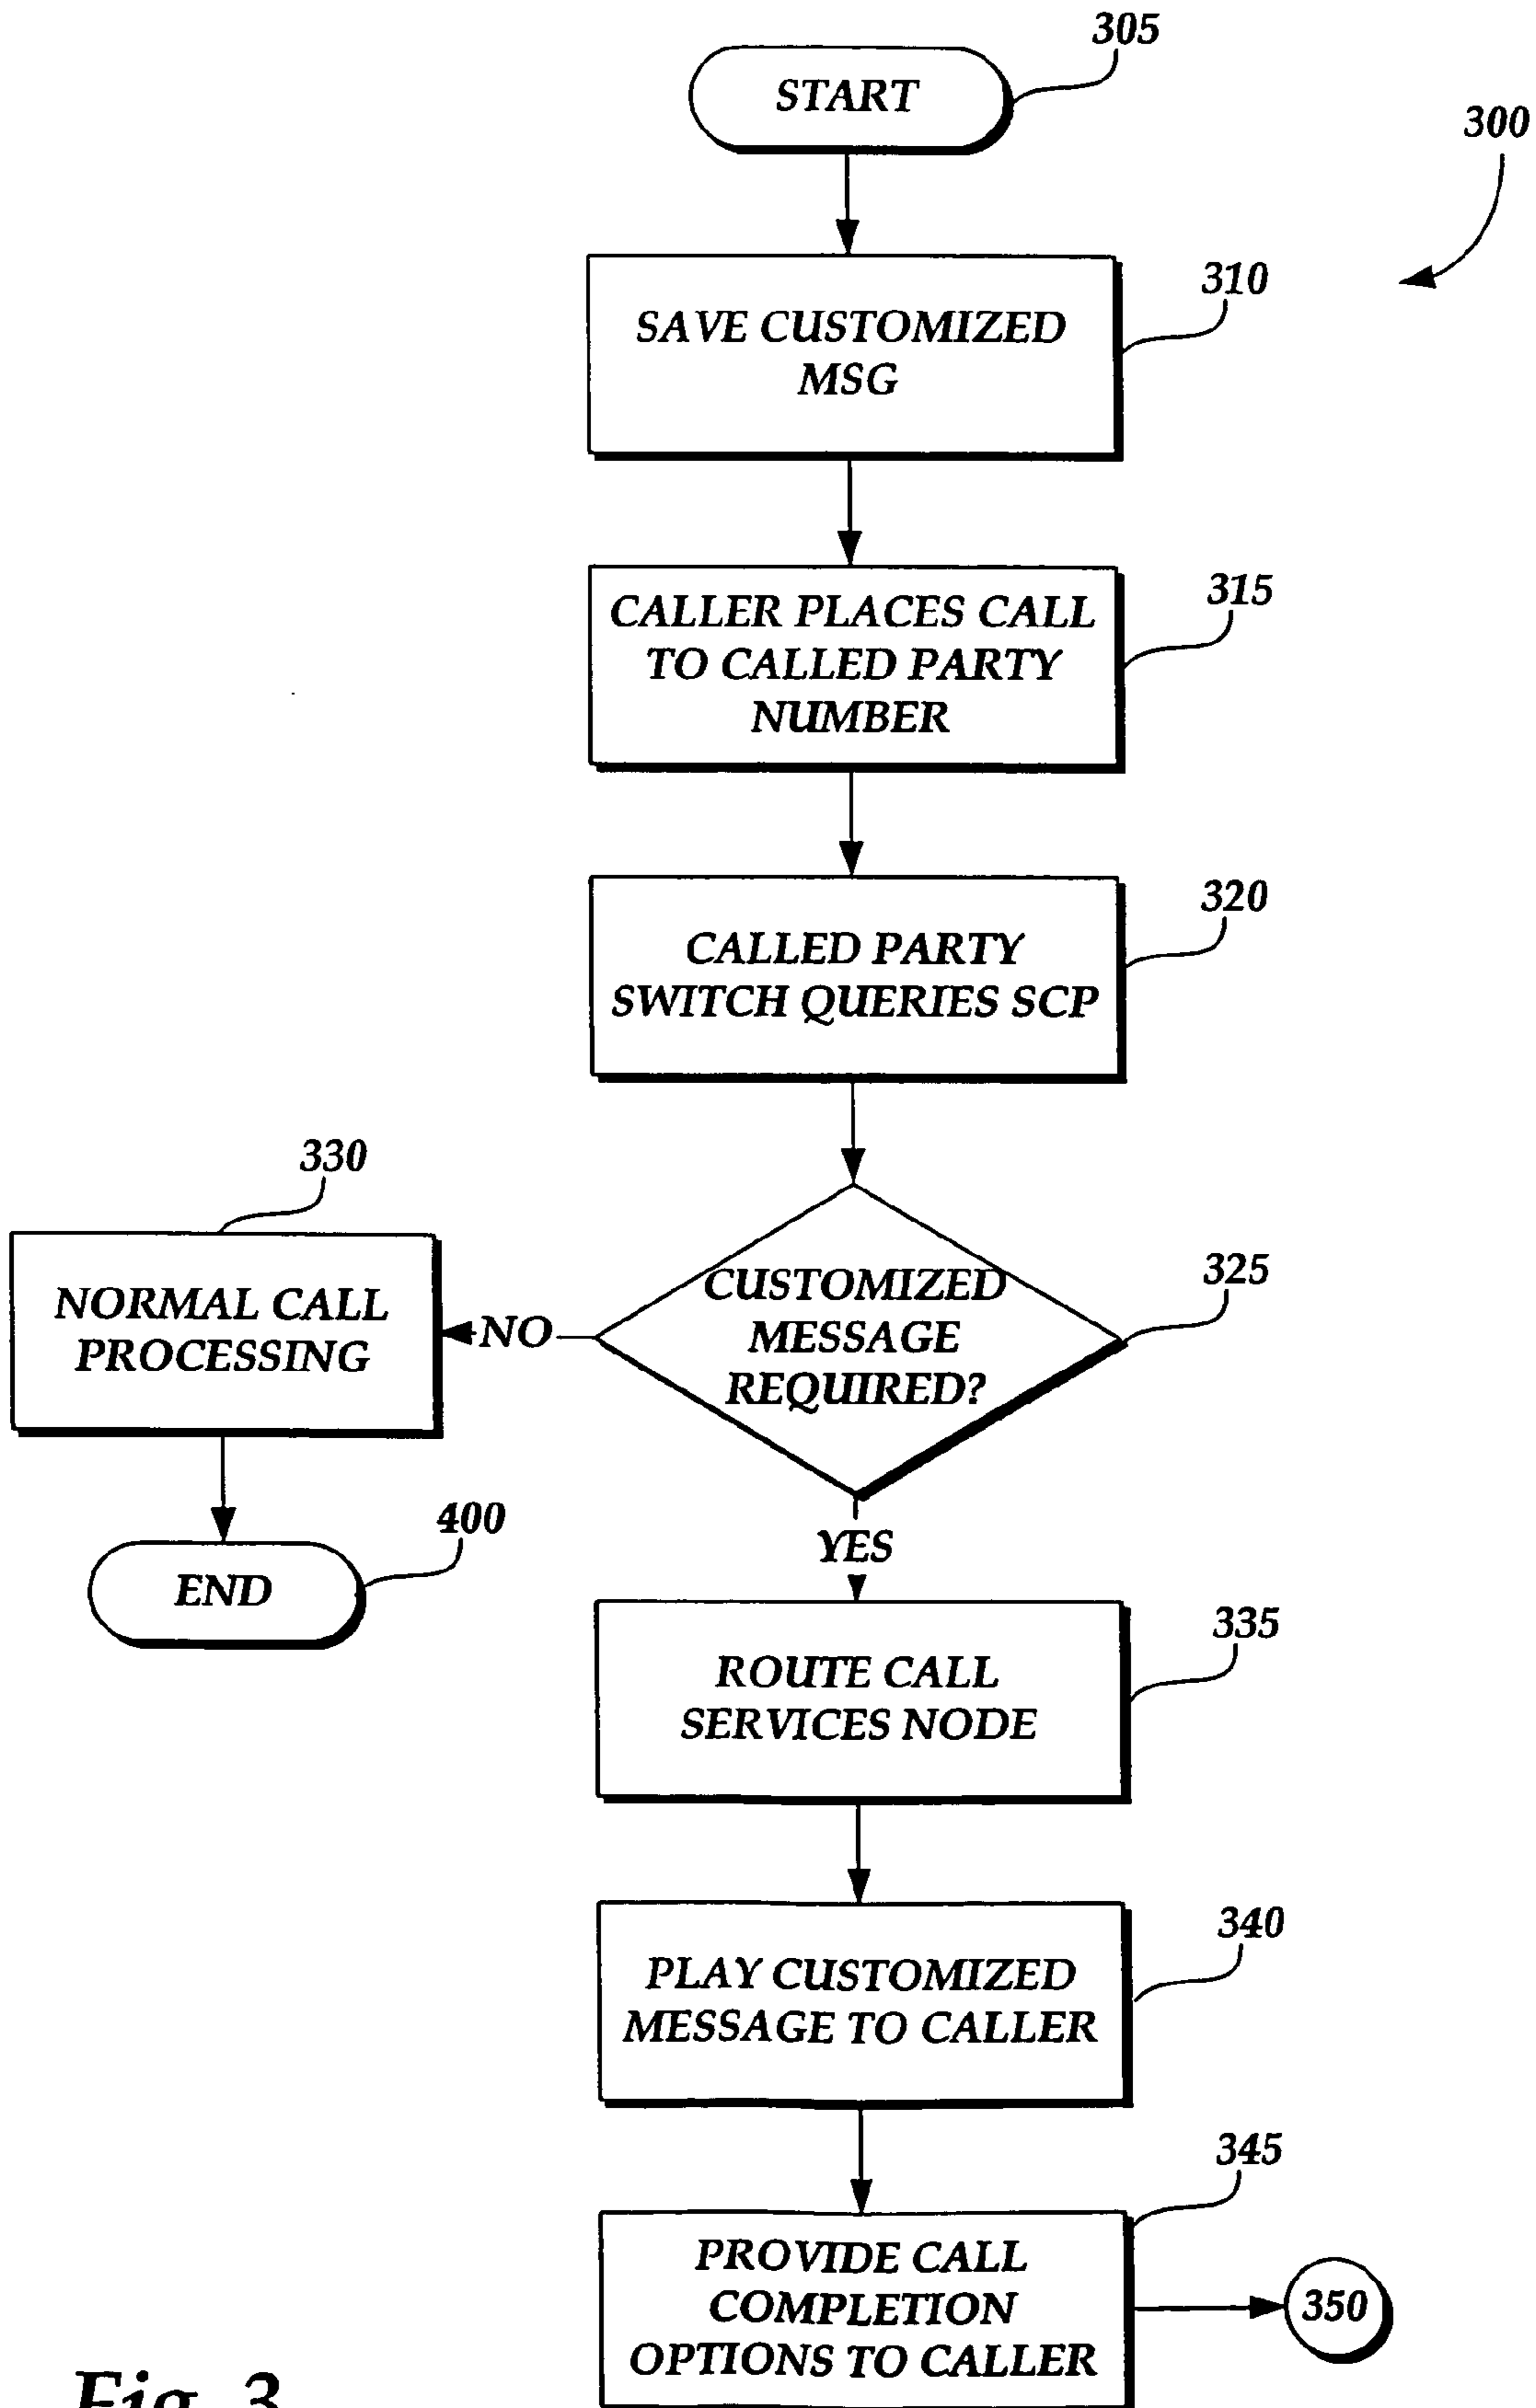 305
START
300
310
SAVE CUSTOMIZED
MSG
315
CALLER PLACES CALL
TO CALLED PARTY
NUMBER
320
CALLED PARTY
SWITCH QUERIES SCP
330
NORMAL CALL
PROCESSING
NO
325
CUSTOMIZED
MESSAGE
REQUIRED?
400
END
YES
335
ROUTE CALL
SERVICES NODE
340
PLAY CUSTOMIZED
MESSAGE TO CALLER
345
PROVIDE CALL
COMPLETION
OPTIONS TO CALLER
350
Fig. 3